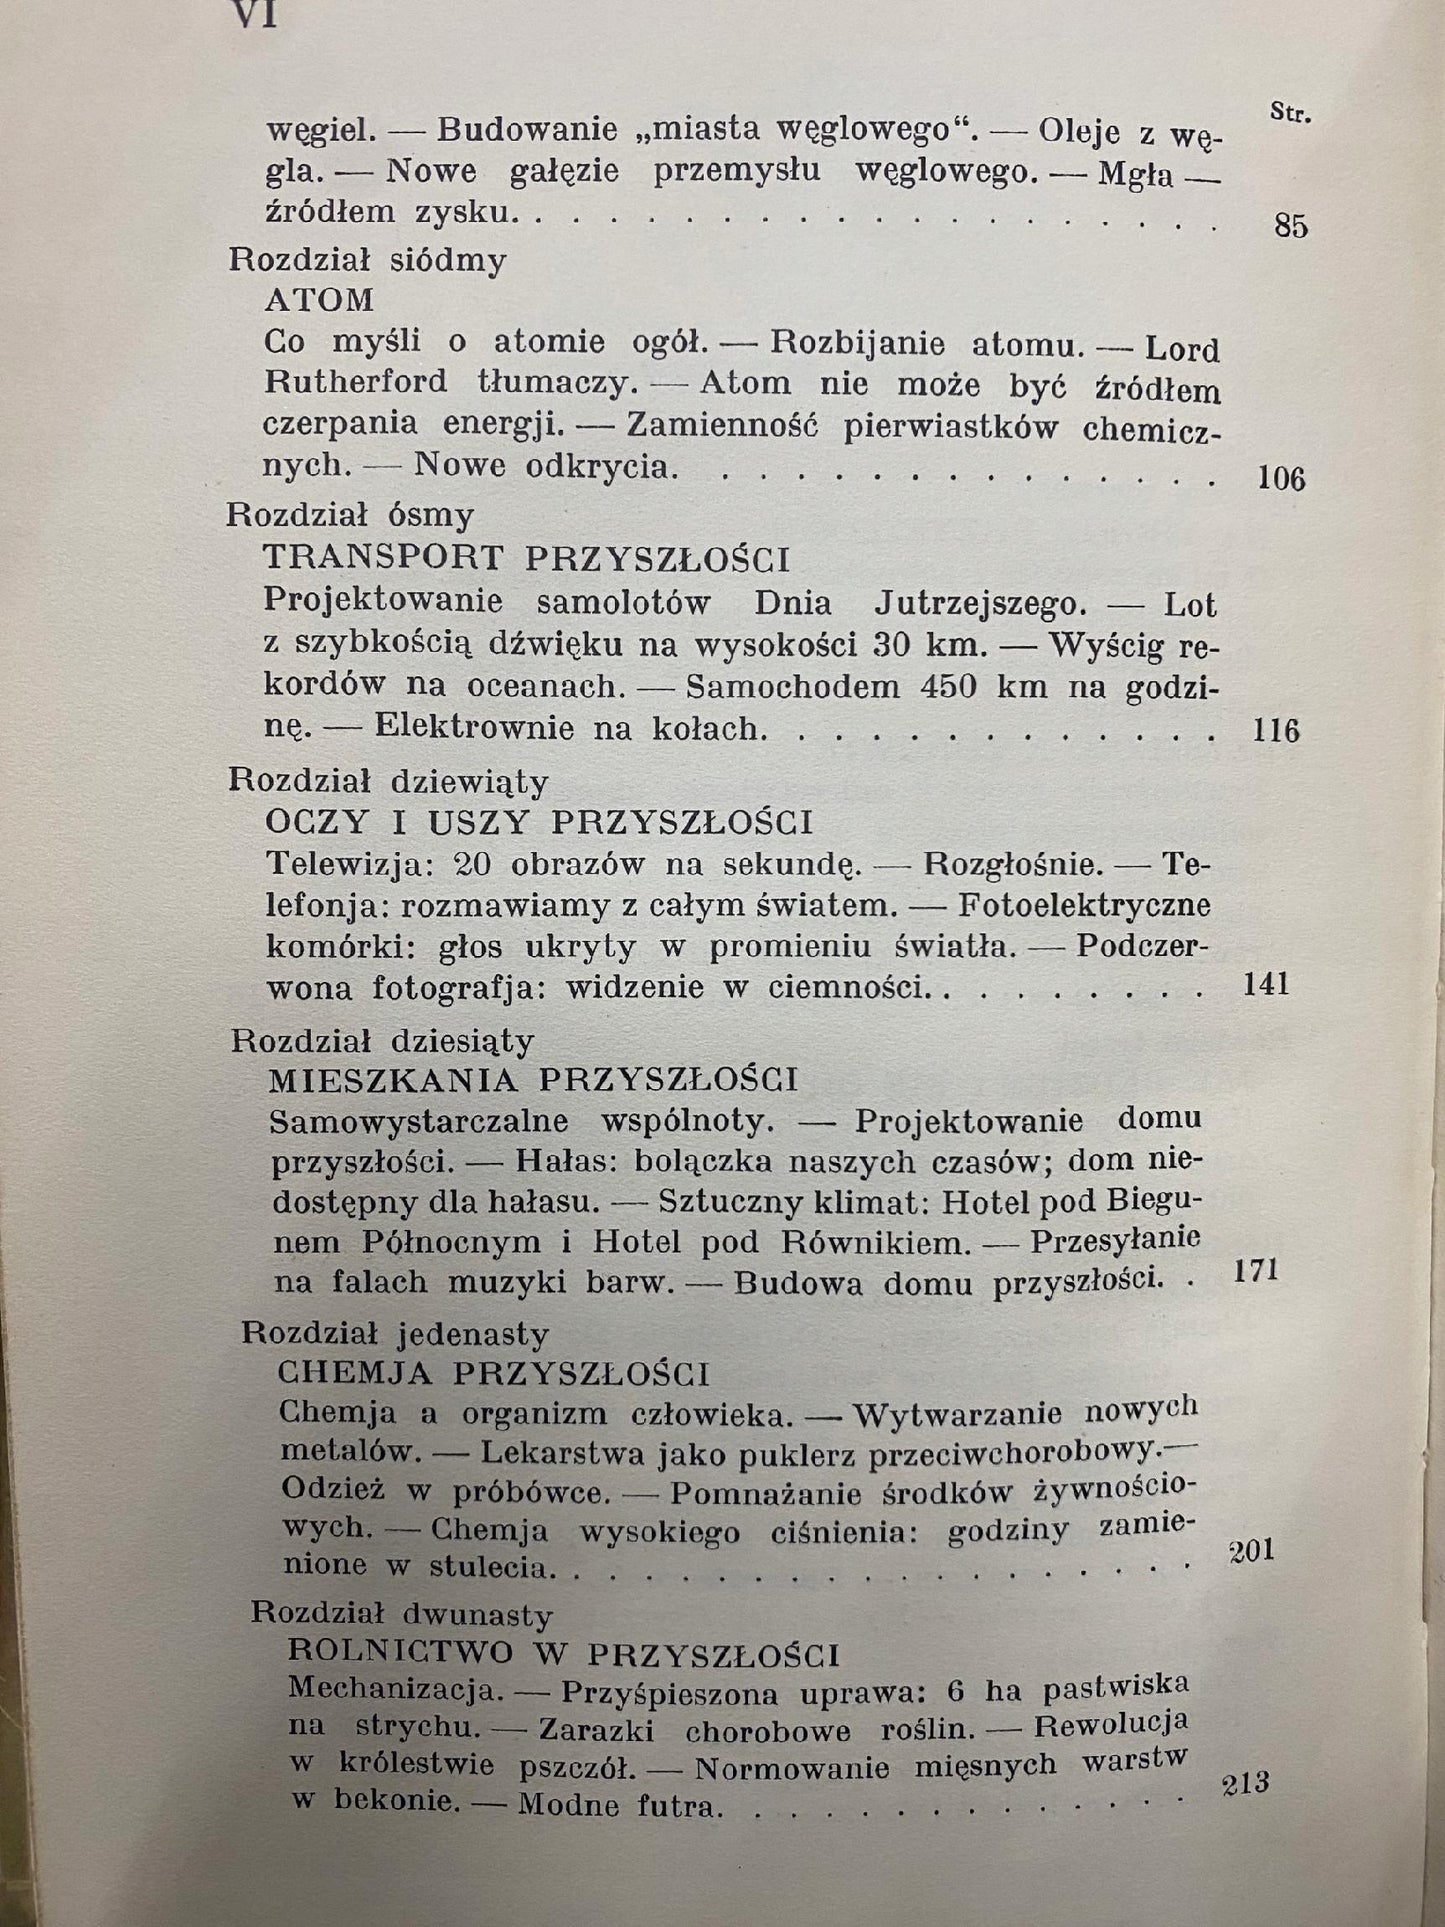 VI
Str.
węgiel. — Budowanie „miasta węglowego“. — Oleje z wę-
gla. — Nowe gałęzie przemysłu węglowego. — Mgła —
źródłem zysku. . . . . . . . . . . . . . . . . . . . 85
Rozdział siódmy
ATOM
Co myśli o atomie ogół. — Rozbijanie atomu. — Lord
Rutherford tłumaczy. — Atom nie może być źródłem
czerpania energji. — Zamienność pierwiastków chemicz-
nych. — Nowe odkrycia. . . . . . . . . . . . . . . 106
Rozdział ósmy
TRANSPORT PRZYSZŁOŚCI
Projektowanie samolotów Dnia Jutrzejszego. — Lot
z szybkością dźwięku na wysokości 30 km. — Wyścig re-
kordów na oceanach. — Samochodem 450 km na godzi-
nę. — Elektrownie na kołach. . . . . . . . . . . . . 116
Rozdział dziewiąty
OCZY I USZY PRZYSZŁOŚCI
Telewizja: 20 obrazów na sekundę. — Rozgłośnie. — Te-
lefonja: rozmawiamy z całym światem. — Fotoelektryczne
komórki: głos ukryty w promieniu światła. — Podczer-
wona fotografja: widzenie w ciemności. . . . . . . . . . 141
Rozdział dziesiąty
MIESZKANIA PRZYSZŁOŚCI
Samowystarczalne wspólnoty. — Projektowanie domu
przyszłości. — Hałas: bolączka naszych czasów; dom nie-
dostępny dla hałasu. — Sztuczny klimat: Hotel pod Biegu-
nem Północnym i Hotel pod Równikiem. — Przesyłanie
na falach muzyki barw. — Budowa domu przyszłości. . 171
Rozdział jedenasty
CHEMJA PRZYSZŁOŚCI
Chemja a organizm człowieka. — Wytwarzanie nowych
metalów. — Lekarstwa jako puklerz przeciwchorobowy.—
Odzież w próbówce. — Pomnażanie środków żywnościo-
wych. — Chemja wysokiego ciśnienia: godziny zamie-
nione w stulecia. . . . . . . . . . . . . . . . . . 201
Rozdział dwunasty
ROLNICTWO W PRZYSZŁOŚCI
Mechanizacja. — Przyśpieszona uprawa: 6 ha pastwiska
na strychu. — Zarazki chorobowe roślin. — Rewolucja
w królestwie pszczół. — Normowanie mięsnych warstw
w bekonie. — Modne futra. . . . . . . . . . . . . . 213